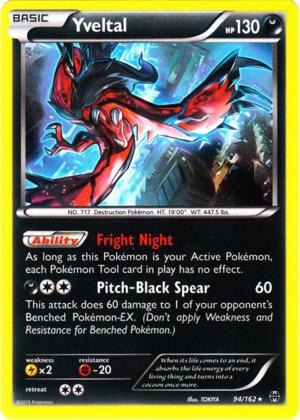 BASIC
Yveltal
HP 130
NO. 717 Destruction Pokémon HT: 19'00" WT: 447.5 lbs.
Ability Fright Night
As long as this Pokémon is your Active Pokémon,
each Pokémon Tool card in play has no effect.
Pitch-Black Spear 60
This attack does 60 damage to 1 of your opponent's
Benched Pokémon-EX. (Don't apply Weakness and
Resistance for Benched Pokémon.)
weakness
×2
resistance
-20
retreat
When its life comes to an end, it
absorbs the life energy of every
living thing and turns into a
cocoon once more.
Illus. TOKIYA
94/162 ★
©2015 Pokémon